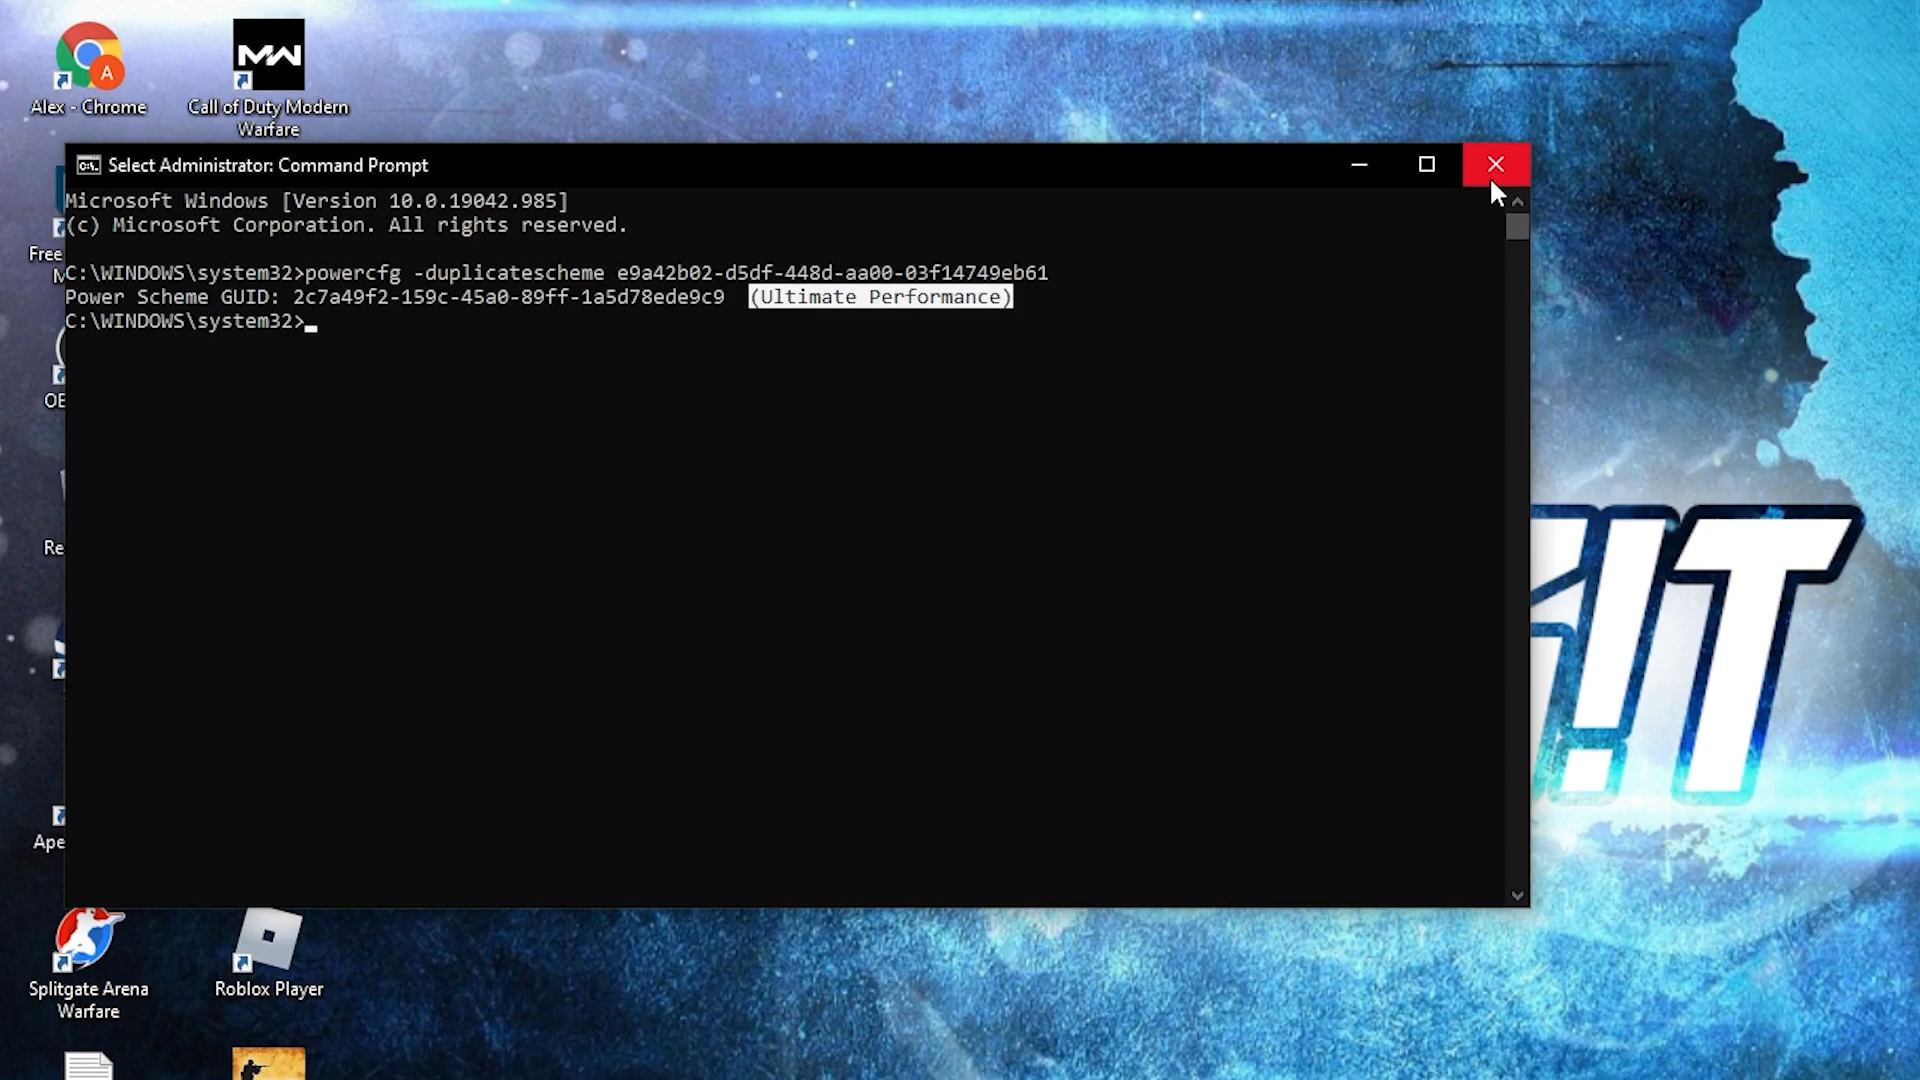 Alex - Chrome
Call of Duty Modern
Warfare
Select Administrator: Command Prompt
Microsoft Windows [Version 10.0.19042.985]
(c) Microsoft Corporation. All rights reserved.
C:\WINDOWS\system32>powercfg -duplicatescheme e9a42b02-d5df-448d-aa00-03f14749eb61
Power Scheme GUID: 2c7a49f2-159c-45a0-89ff-1a5d78ede9c9 (Ultimate Performance)
C:\WINDOWS\system32>
Free
M
OB
Re
Ape
!T
Splitgate Arena
Warfare
Roblox Player